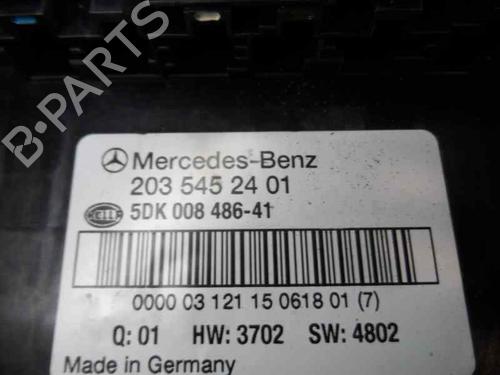 B-PARTS
Mercedes-Benz
203 545 24 01
HELLA 5DK 008 486-41
0000 03 121 15 0618 01 (7)
Q: 01 HW: 3702 SW: 4802
Made in Germany